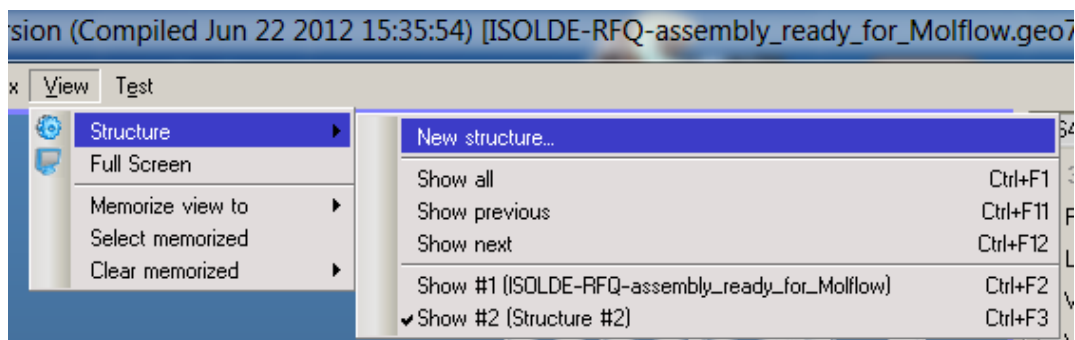 rsion (Compiled Jun 22 2012 15:35:54) [ISOLDE-RFQ-assembly_ready_for_Molflow.geo7
x View Test
Structure
Full Screen
Memorize view to
Select memorized
Clear memorized
New structure...
Show all Ctrl+F1
Show previous Ctrl+F11
Show next Ctrl+F12
Show #1 (ISOLDE-RFQ-assembly_ready_for_Molflow) Ctrl+F2
Show #2 (Structure #2) Ctrl+F3